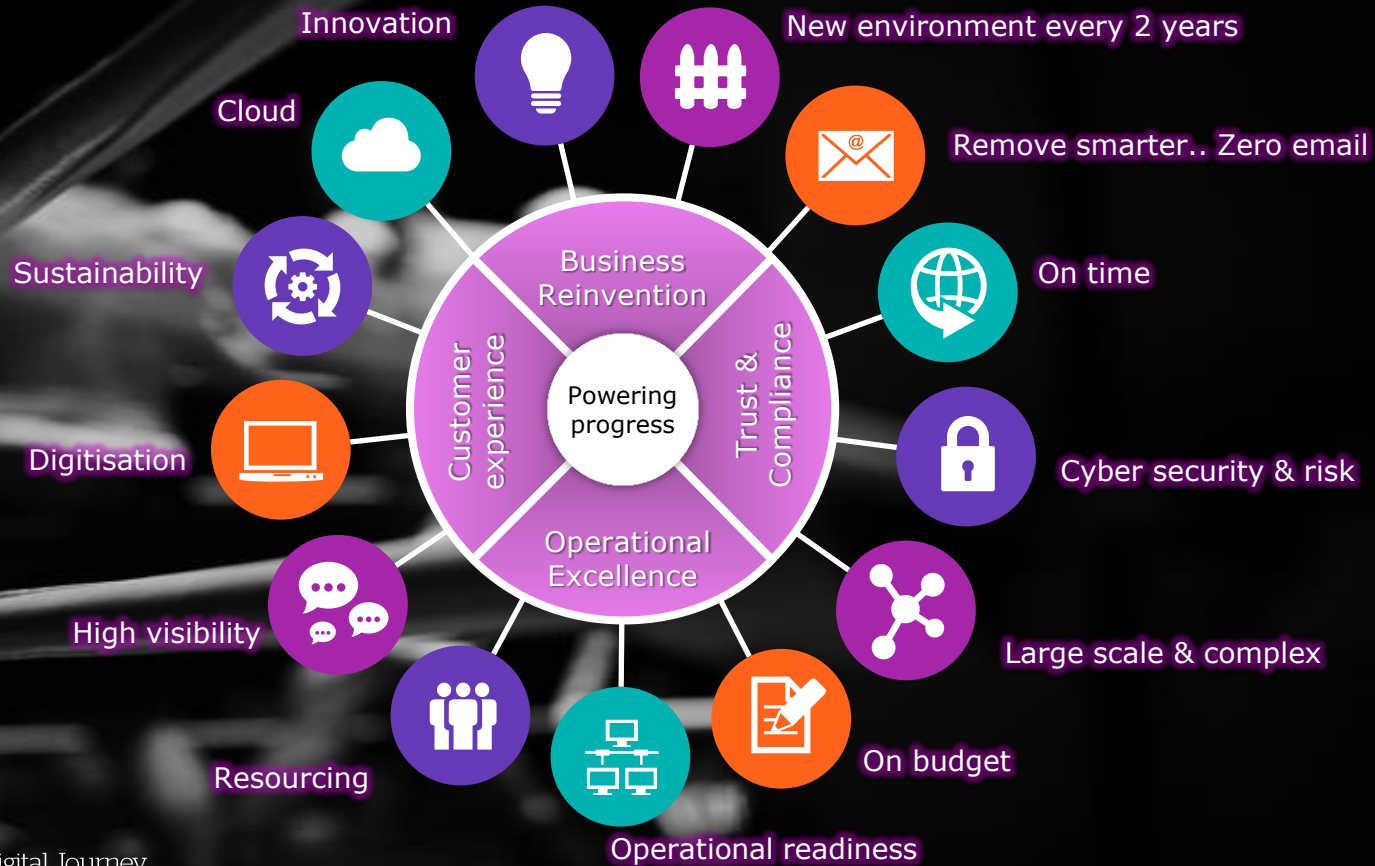 Innovation
New environment every 2 years
Cloud
Remove smarter.. Zero email
@
Sustainability
On time
Business
Reinvention
Customer
experience
Powering
progress
Trust &
Compliance
Digitisation
Cyber security & risk
Operational
Excellence
High visibility
Large scale & complex
Resourcing
On budget
Operational readiness
Journey